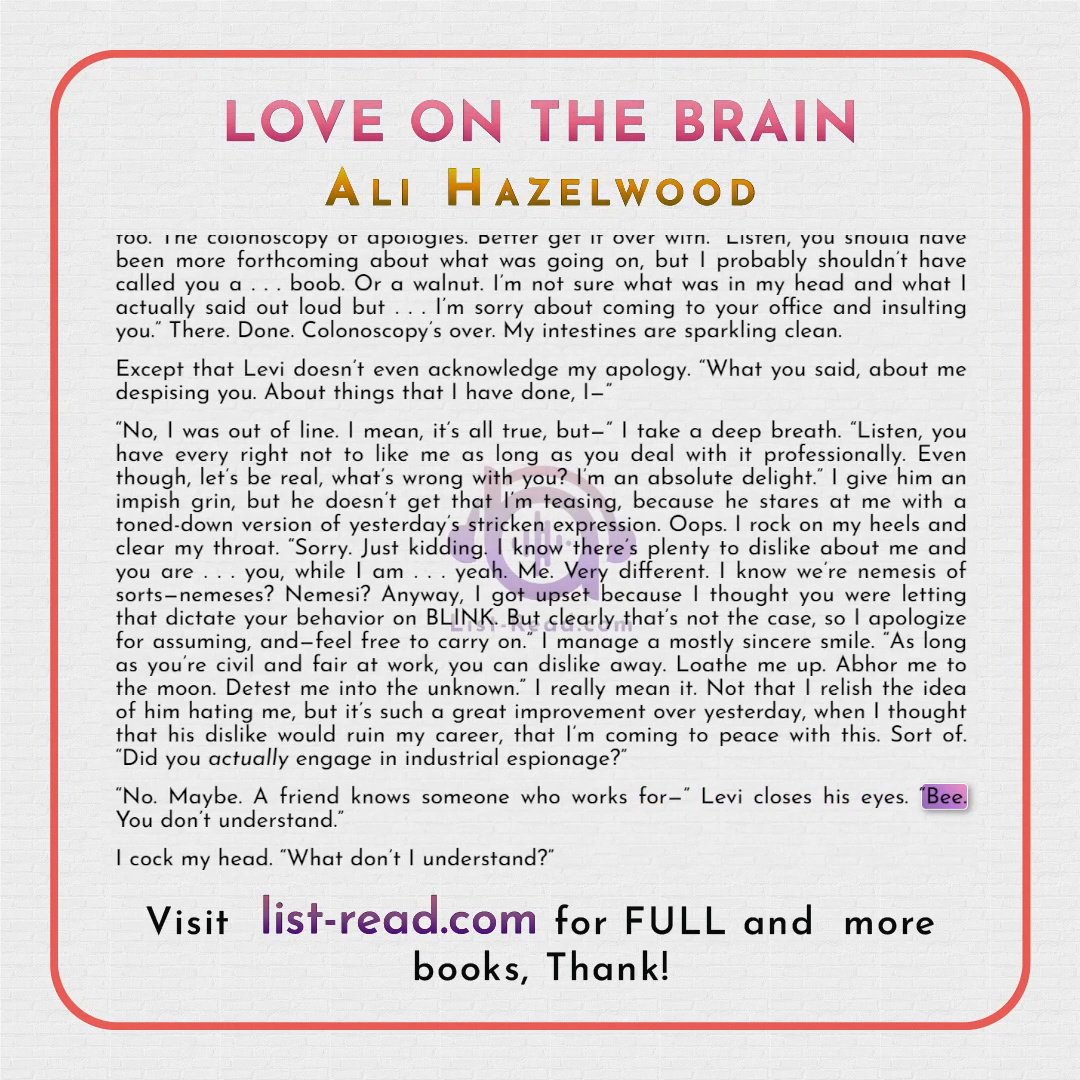 LOVE ON THE BRAIN
ALI HAZELWOOD
too. The colonoscopy of apologies. Better get it over with. “Listen, you should have
been more forthcoming about what was going on, but I probably shouldn’t have
called you a . . . boob. Or a walnut. I’m not sure what was in my head and what I
actually said out loud but . . . I’m sorry about coming to your office and insulting
you.” There. Done. Colonoscopy’s over. My intestines are sparkling clean.
Except that Levi doesn’t even acknowledge my apology. “What you said, about me
despising you. About things that I have done, I—”
“No, I was out of line. I mean, it’s all true, but—” I take a deep breath. “Listen, you
have every right not to like me as long as you deal with it professionally. Even
though, let’s be real, what’s wrong with you? I’m an absolute delight.” I give him an
impish grin, but he doesn’t get that I’m teasing, because he stares at me with a
toned-down version of yesterday’s stricken expression. Oops. I rock on my heels and
clear my throat. “Sorry. Just kidding. I know there’s plenty to dislike about me and
you are . . . you, while I am . . . yeah. Me. Very different. I know we’re nemesis of
sorts—nemeses? Nemesi? Anyway, I got upset because I thought you were letting
that dictate your behavior on BLINK. But clearly that’s not the case, so I apologize
List-Read.com
for assuming, and—feel free to carry on.” I manage a mostly sincere smile. “As long
as you’re civil and fair at work, you can dislike away. Loathe me up. Abhor me to
the moon. Detest me into the unknown.” I really mean it. Not that I relish the idea
of him hating me, but it’s such a great improvement over yesterday, when I thought
that his dislike would ruin my career, that I’m coming to peace with this. Sort of.
“Did you actually engage in industrial espionage?”
“No. Maybe. A friend knows someone who works for—” Levi closes his eyes. “Bee.
You don’t understand.”
I cock my head. “What don’t I understand?”
Visit list-read.com for FULL and more
books, Thank!